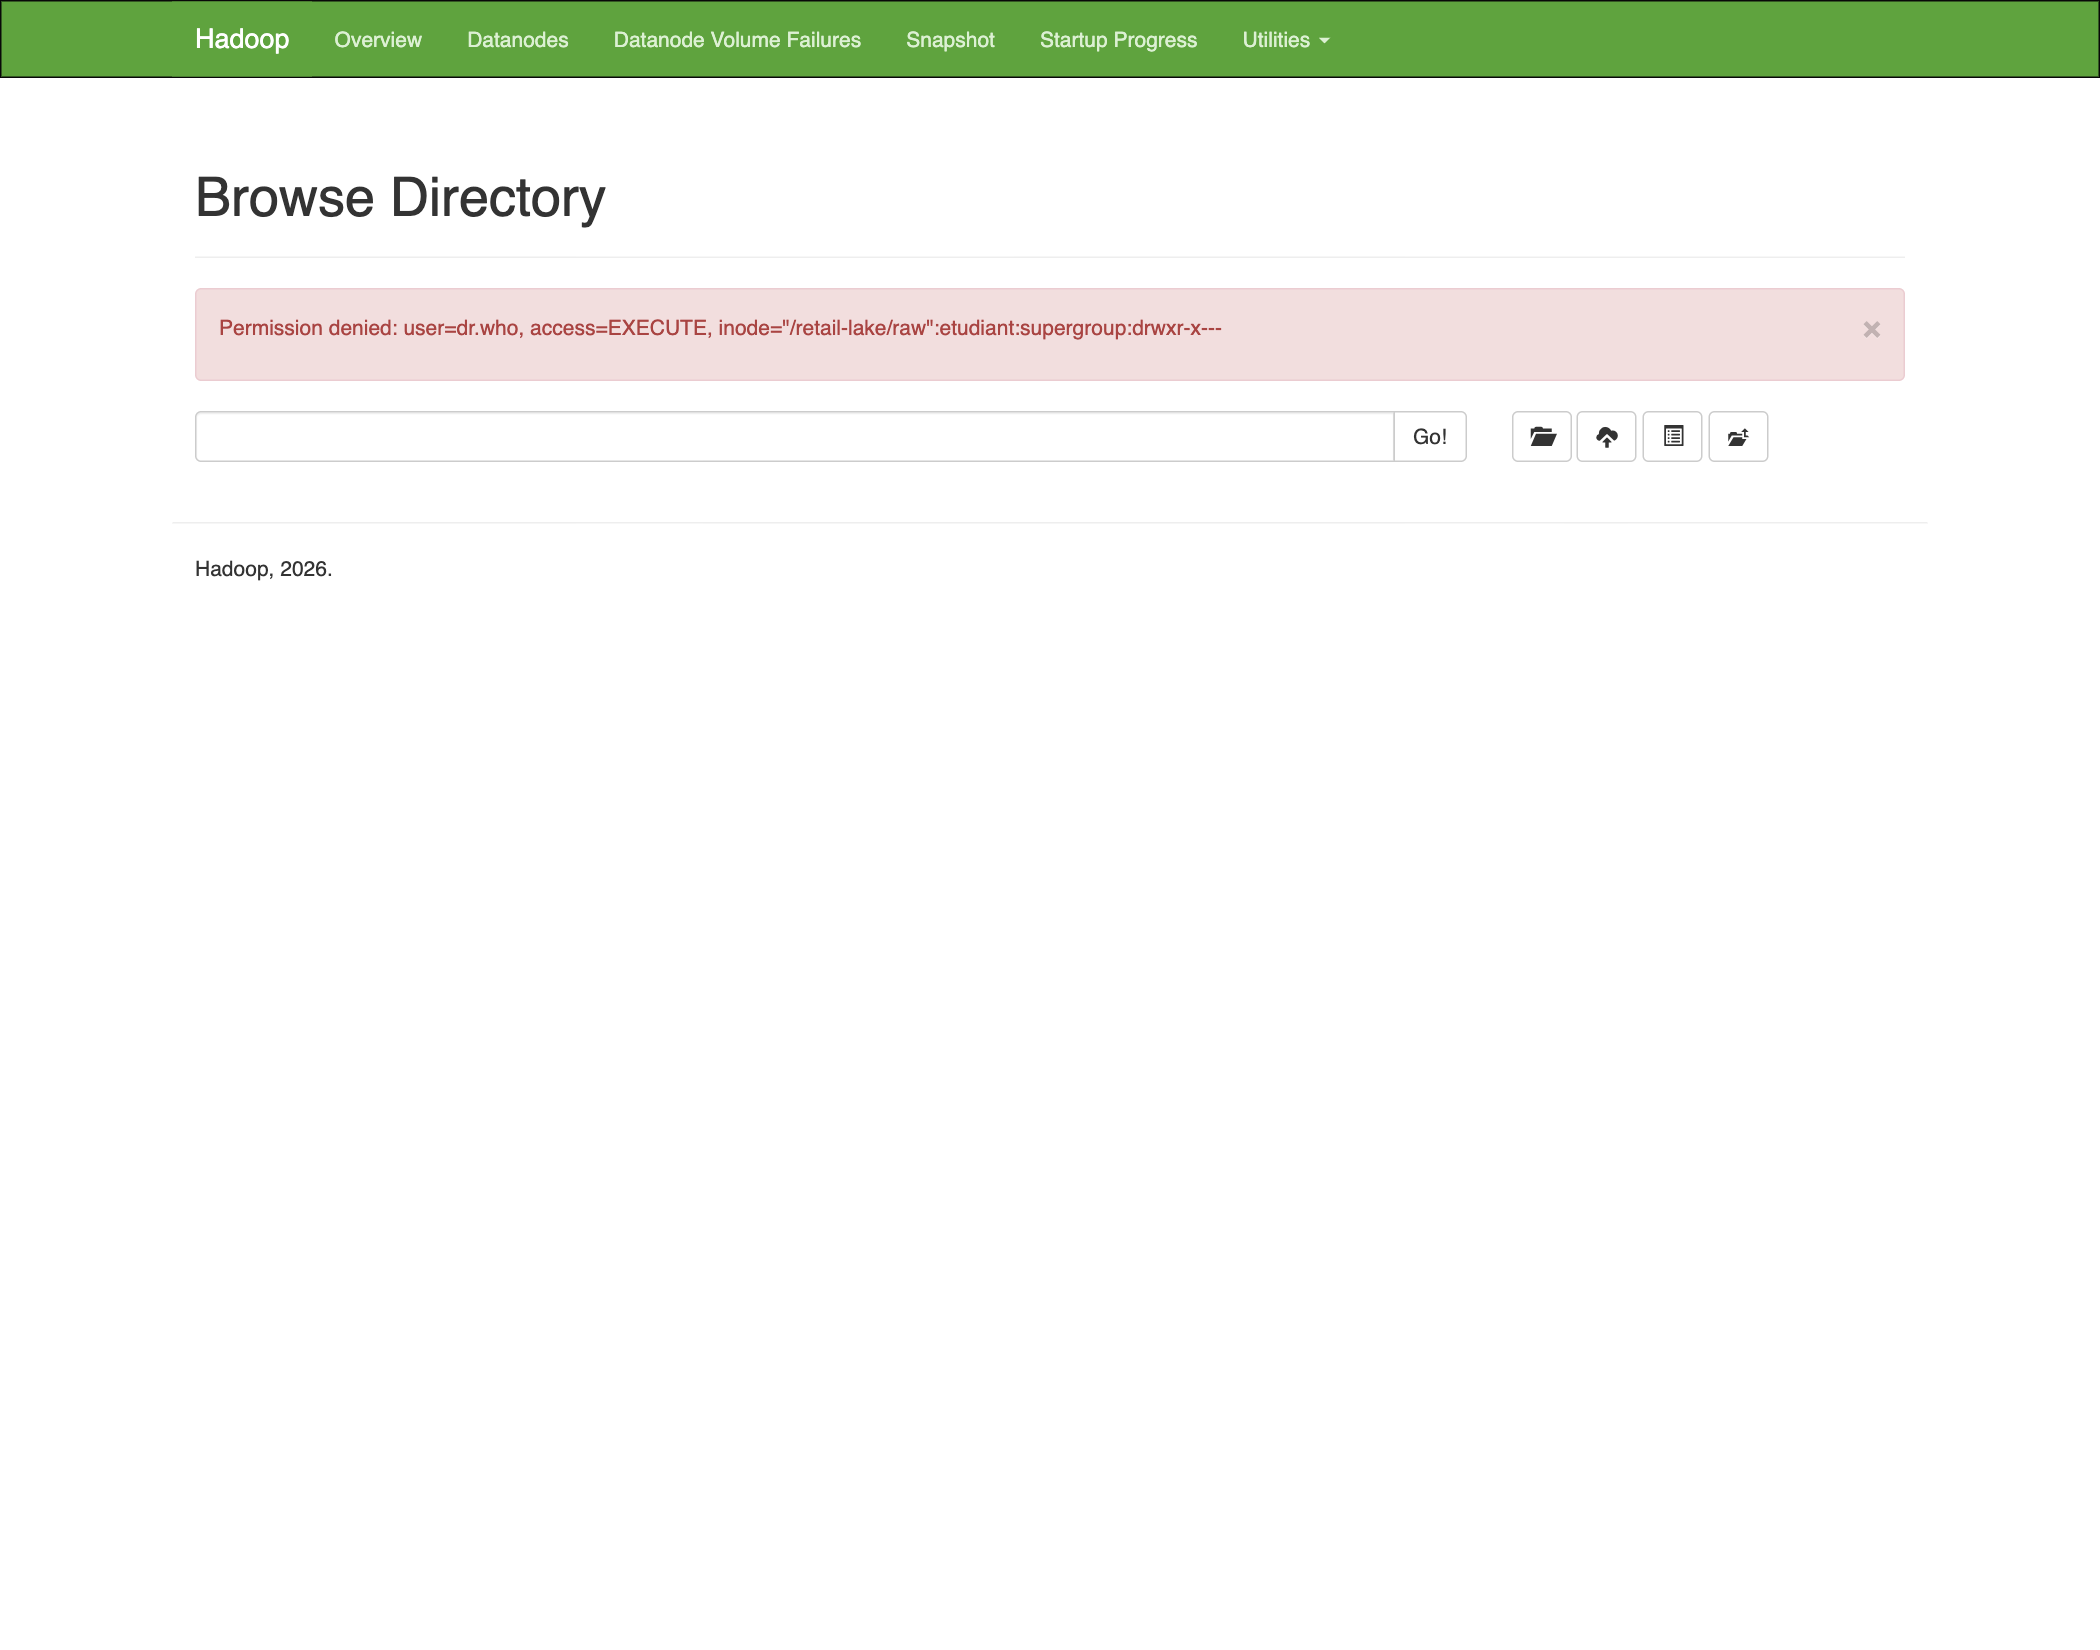 Hadoop Overview Datanodes Datanode Volume Failures Snapshot Startup Progress Utilities
Browse Directory
Permission denied: user=dr.who, access=EXECUTE, inode="/retail-lake/raw":etudiant:supergroup:drwxr-x---
Go!
Hadoop, 2026.